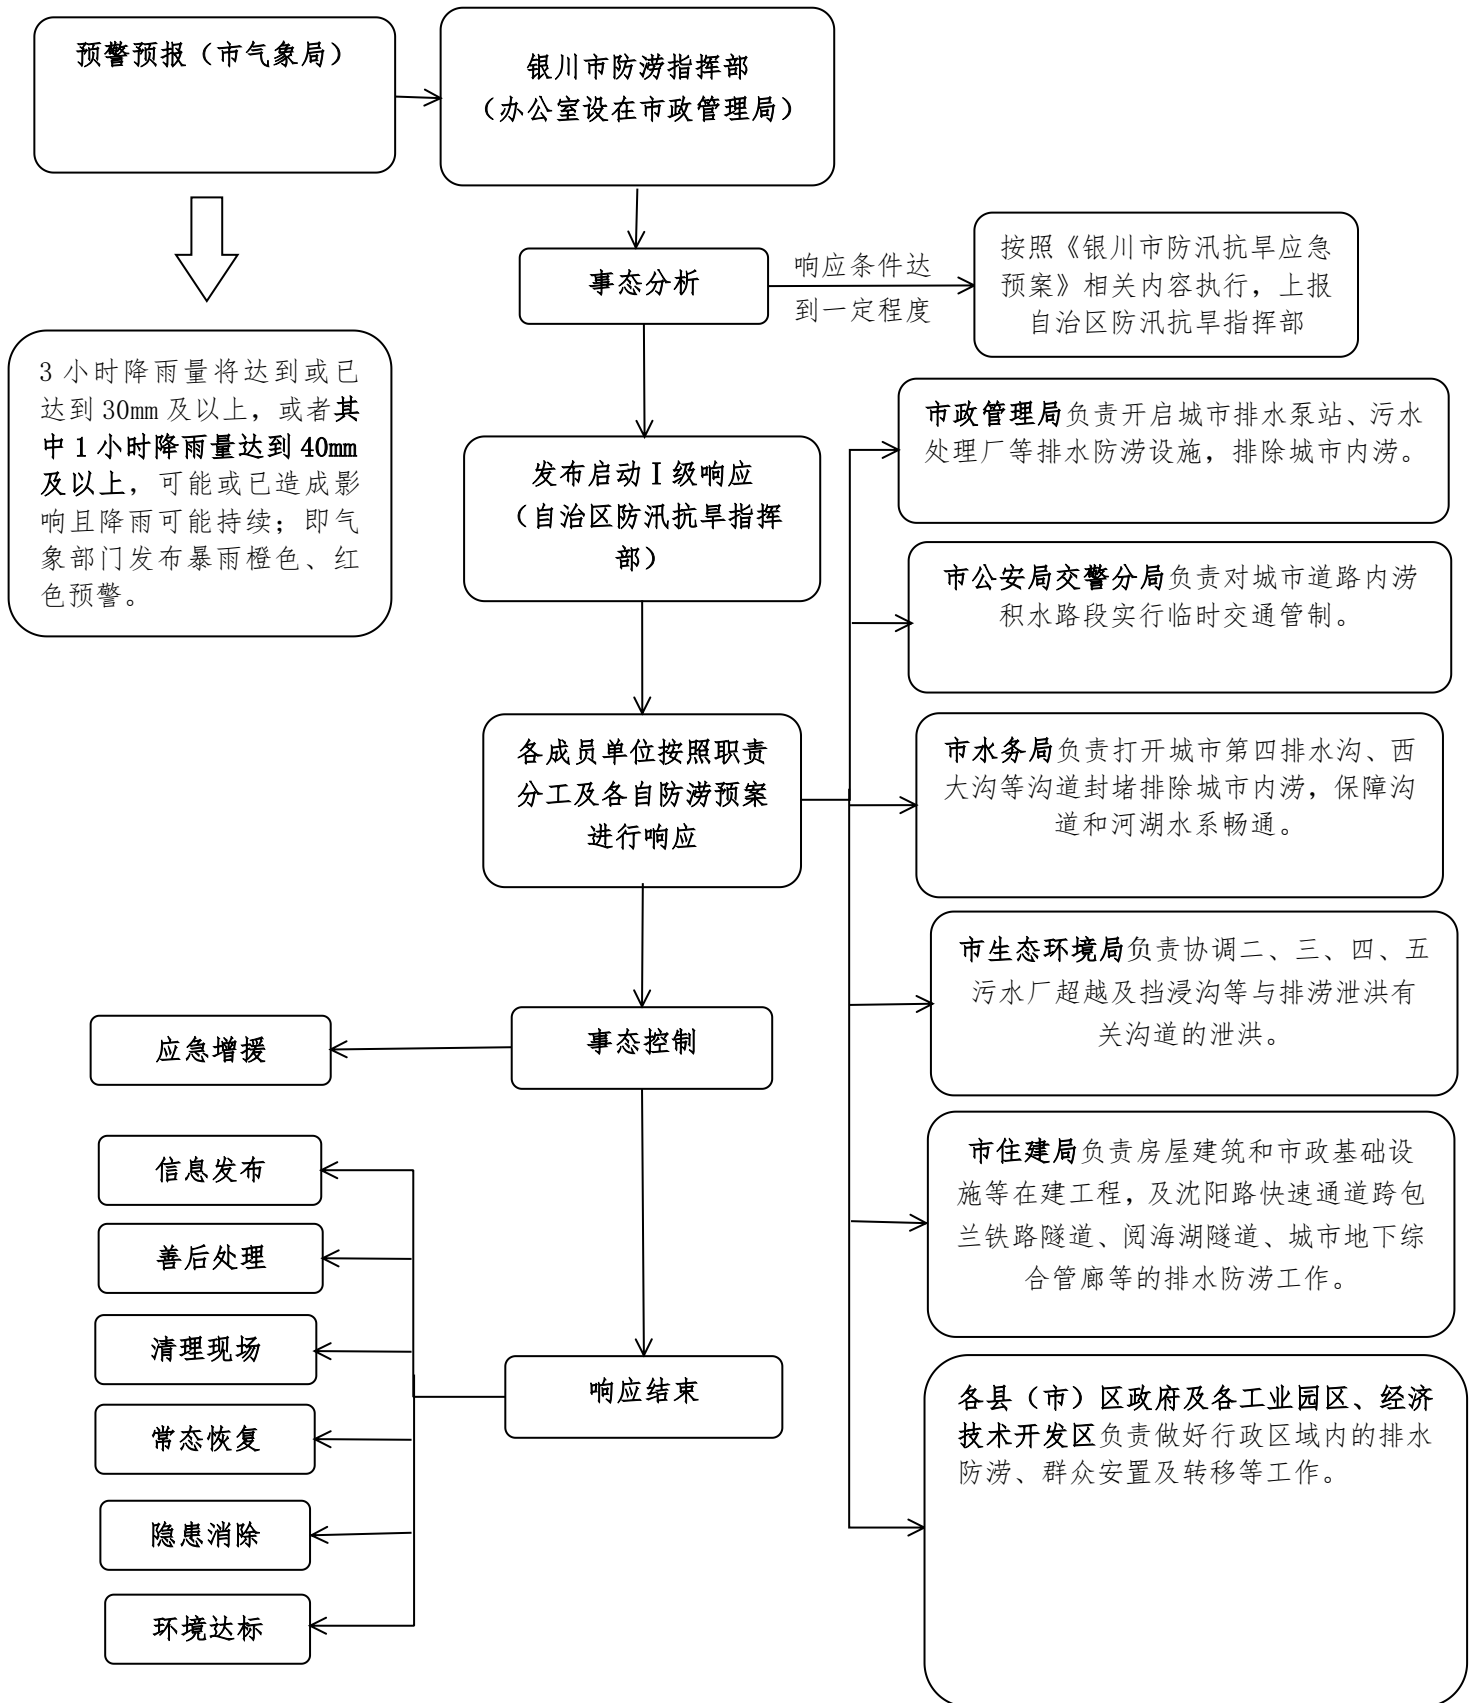 预警预报（市气象局）
银川市防涝指挥部
（办公室设在市政管理局）
事态分析
响应条件达
到一定程度
按照《银川市防汛抗旱应急
预案》相关内容执行，上报
自治区防汛抗旱指挥部
3 小时降雨量将达到或已
达到 30mm 及以上，或者其
中 1 小时降雨量达到 40mm
及以上，可能或已造成影
响且降雨可能持续；即气
象部门发布暴雨橙色、红
色预警。
发布启动Ⅰ级响应
（自治区防汛抗旱指挥
部）
市政管理局负责开启城市排水泵站、污水
处理厂等排水防涝设施，排除城市内涝。
市公安局交警分局负责对城市道路内涝
积水路段实行临时交通管制。
各成员单位按照职责
分工及各自防涝预案
进行响应
市水务局负责打开城市第四排水沟、西
大沟等沟道封堵排除城市内涝，保障沟
道和河湖水系畅通。
市生态环境局负责协调二、三、四、五
污水厂超越及挡浸沟等与排涝泄洪有
关沟道的泄洪。
事态控制
应急增援
市住建局负责房屋建筑和市政基础设
施等在建工程，及沈阳路快速通道跨包
兰铁路隧道、阅海湖隧道、城市地下综
合管廊等的排水防涝工作。
信息发布
善后处理
清理现场
常态恢复
隐患消除
环境达标
响应结束
各县（市）区政府及各工业园区、经济
技术开发区负责做好行政区域内的排水
防涝、群众安置及转移等工作。